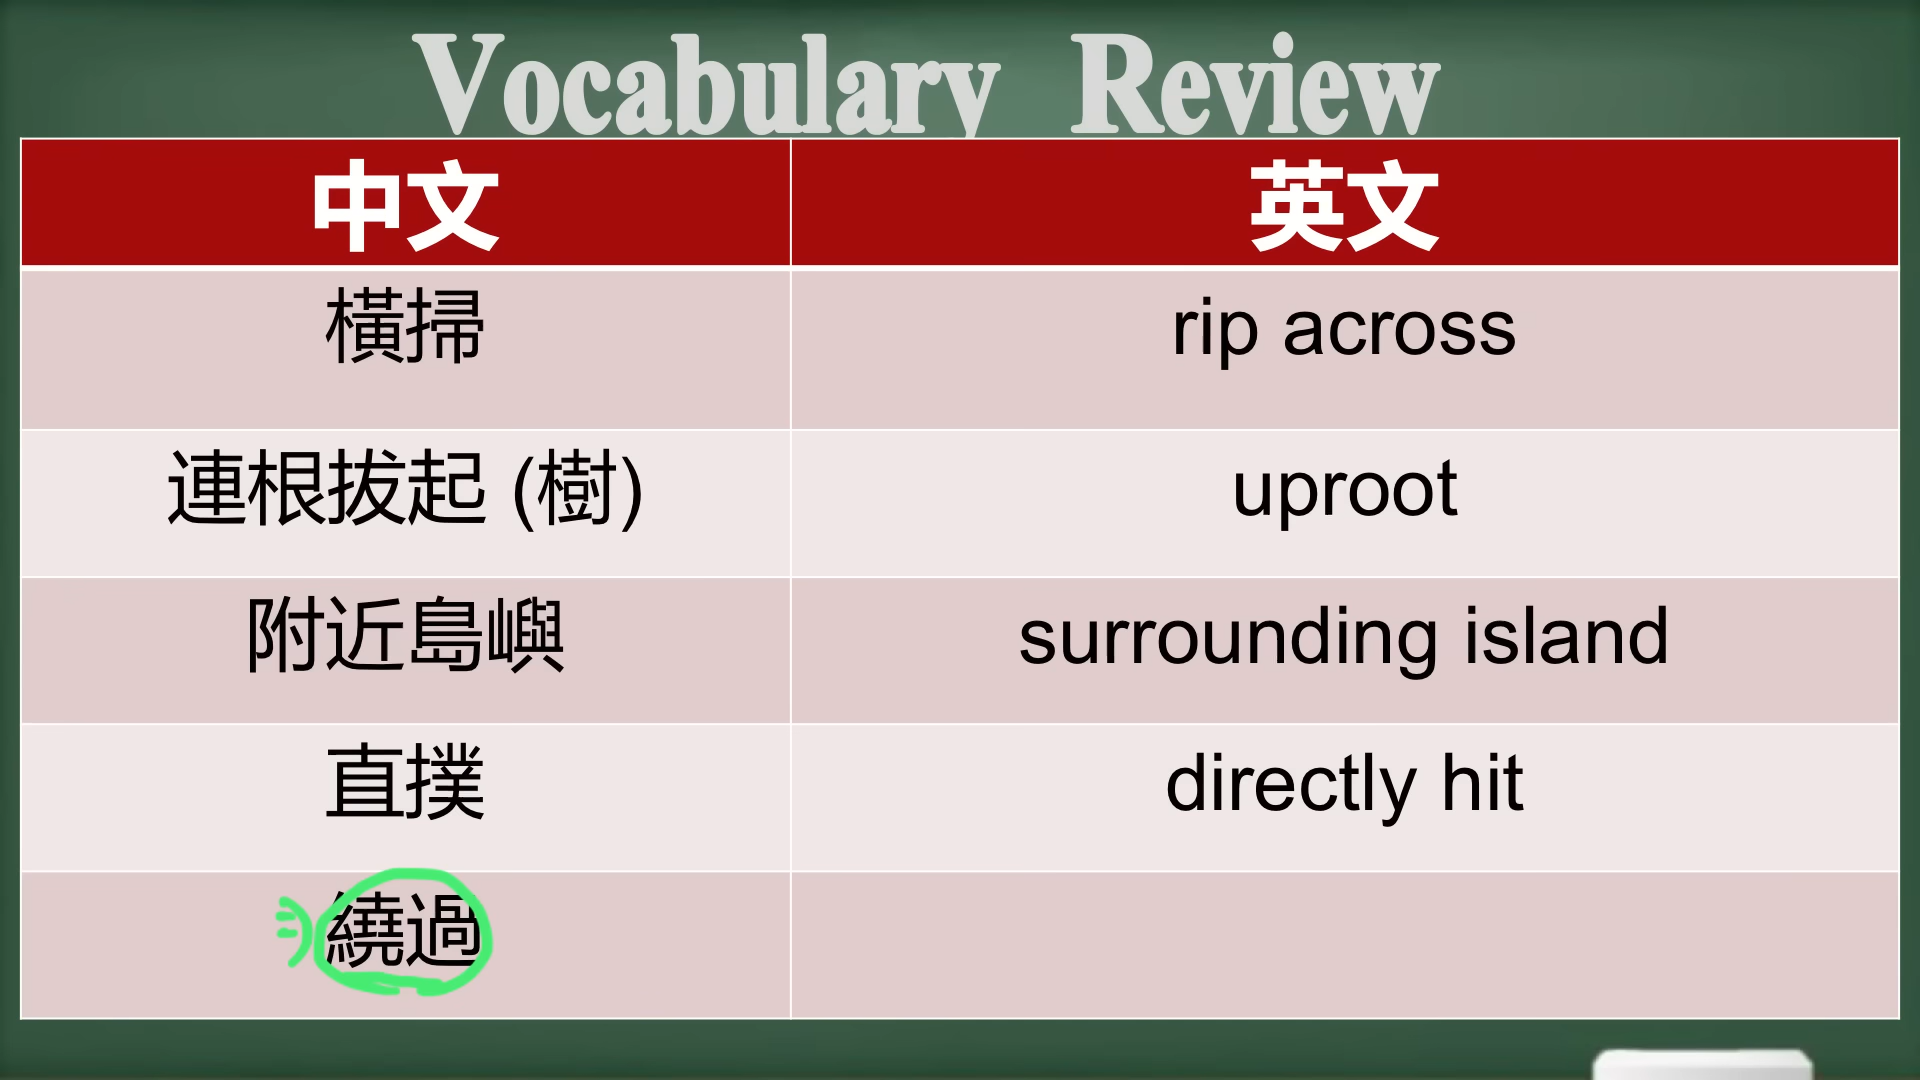 Vocabulary Review
中文 英文
橫掃 rip across
連根拔起 (樹) uproot
附近島嶼 surrounding island
直撲 directly hit
繞過